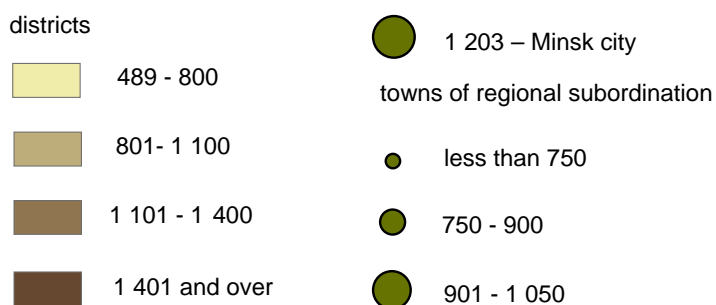 districts
489 - 800
801- 1 100
1 101 - 1 400
1 401 and over
1 203 – Minsk city
towns of regional subordination
less than 750
750 - 900
901 - 1 050